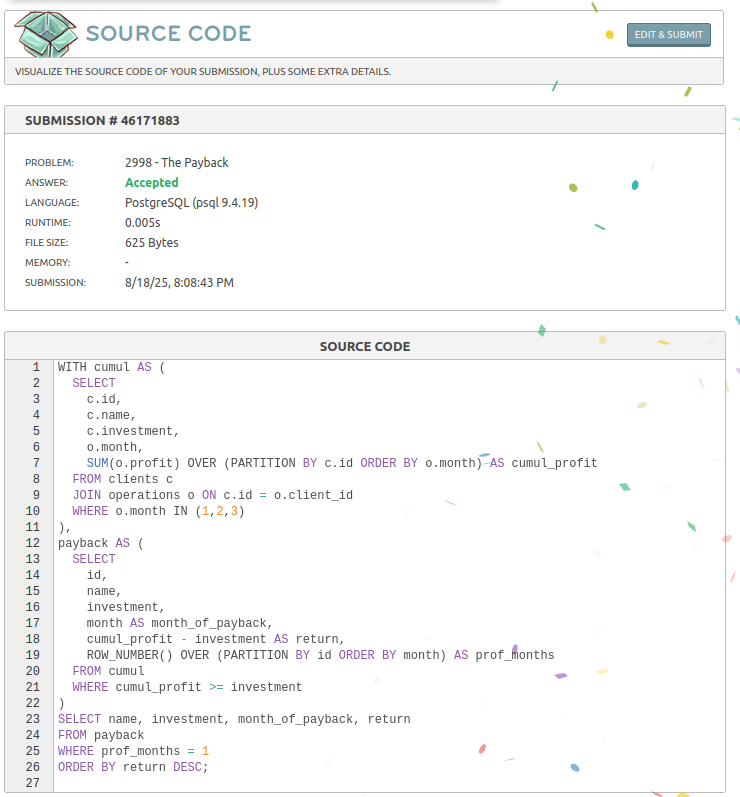 SOURCE CODE
EDIT & SUBMIT
VISUALIZE THE SOURCE CODE OF YOUR SUBMISSION, PLUS SOME EXTRA DETAILS.
SUBMISSION # 46171883
PROBLEM: 2998 - The Payback
ANSWER: Accepted
LANGUAGE: PostgreSQL (psql 9.4.19)
RUNTIME: 0.005s
FILE SIZE: 625 Bytes
MEMORY: -
SUBMISSION: 8/18/25, 8:08:43 PM
SOURCE CODE
1 WITH cumul AS (
2   SELECT
3     c.id,
4     c.name,
5     c.investment,
6     o.month,
7     SUM(o.profit) OVER (PARTITION BY c.id ORDER BY o.month) AS cumul_profit
8   FROM clients c
9   JOIN operations o ON c.id = o.client_id
10   WHERE o.month IN (1,2,3)
11 ),
12 payback AS (
13   SELECT
14     id,
15     name,
16     investment,
17     month AS month_of_payback,
18     cumul_profit - investment AS return,
19     ROW_NUMBER() OVER (PARTITION BY id ORDER BY month) AS prof_months
20   FROM cumul
21   WHERE cumul_profit >= investment
22 )
23 SELECT name, investment, month_of_payback, return
24 FROM payback
25 WHERE prof_months = 1
26 ORDER BY return DESC;
27